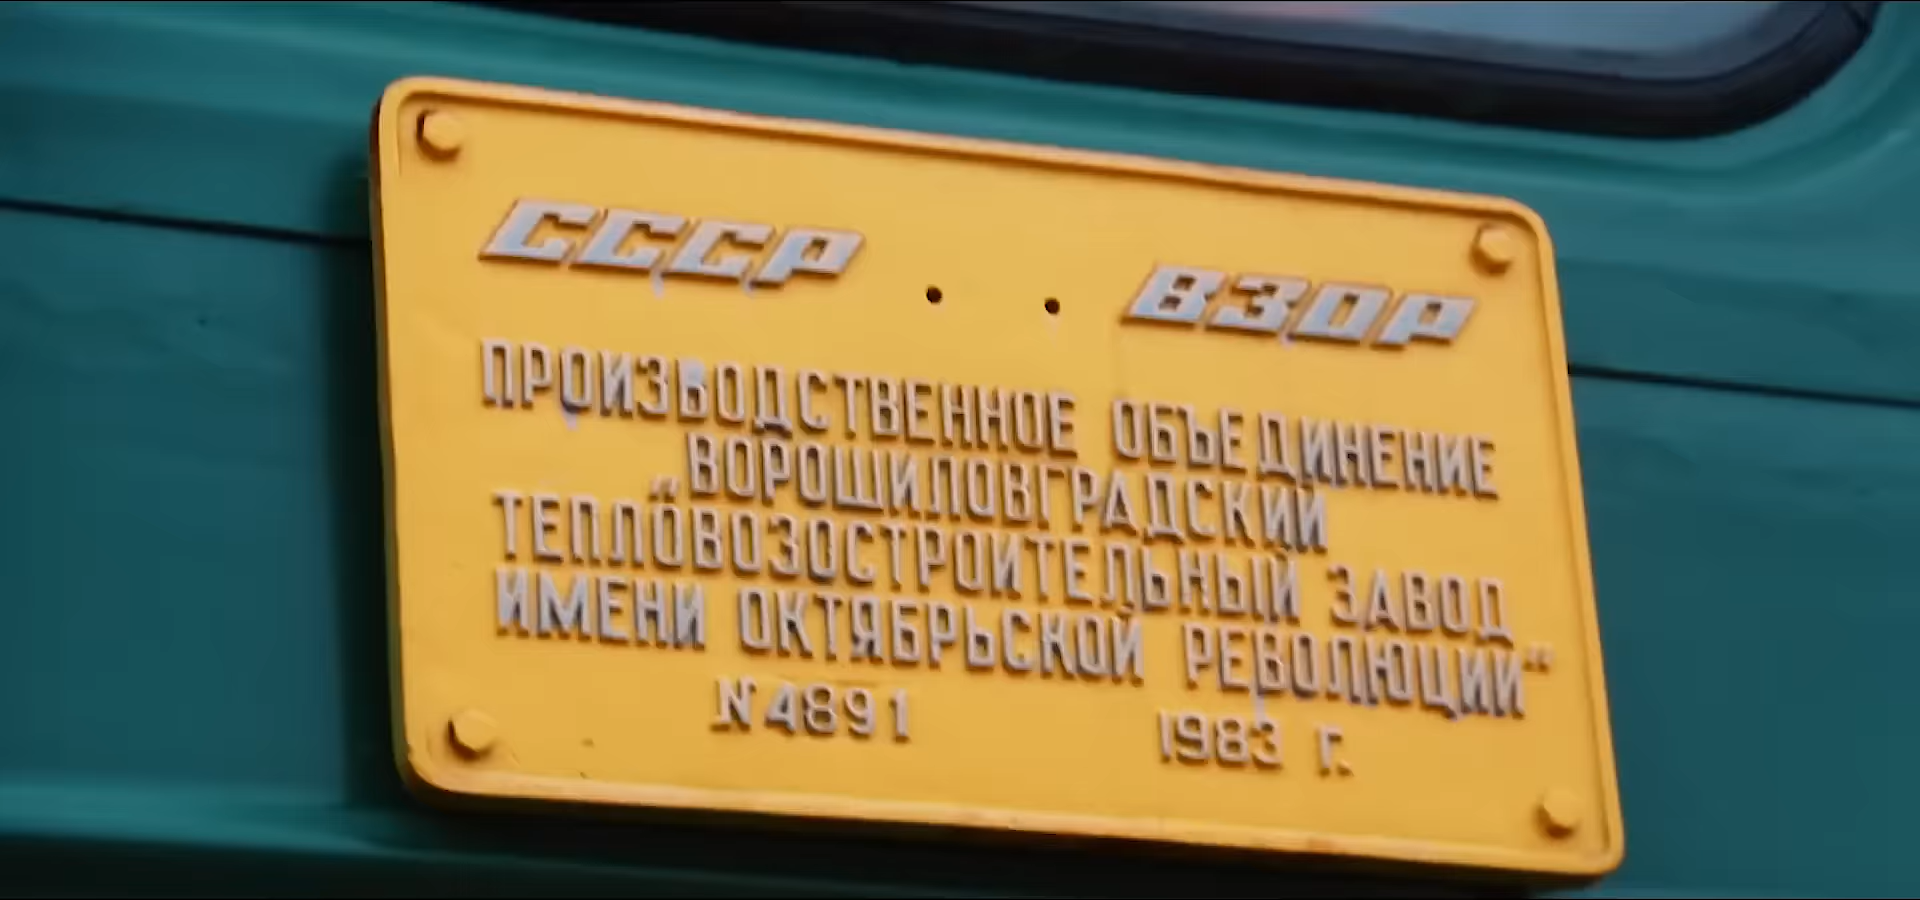 СССР ВЗОР
ПРОИЗВОДСТВЕННОЕ ОБЪЕДИНЕНИЕ
„ВОРОШИЛОВГРАДСКИЙ
ТЕПЛОВОЗОСТРОИТЕЛЬНЫЙ ЗАВОД
ИМЕНИ ОКТЯБРЬСКОЙ РЕВОЛЮЦИИ“
№4891 1983 г.